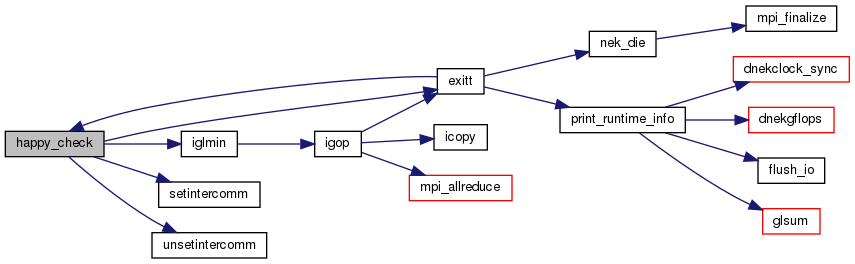 mpi_finalize
nek_die
dnekclock_sync
exitt
print_runtime_info
dnekgflops
happy_check
iglmin
igop
icopy
flush_io
mpi_allreduce
setintercomm
glsum
unsetintercomm